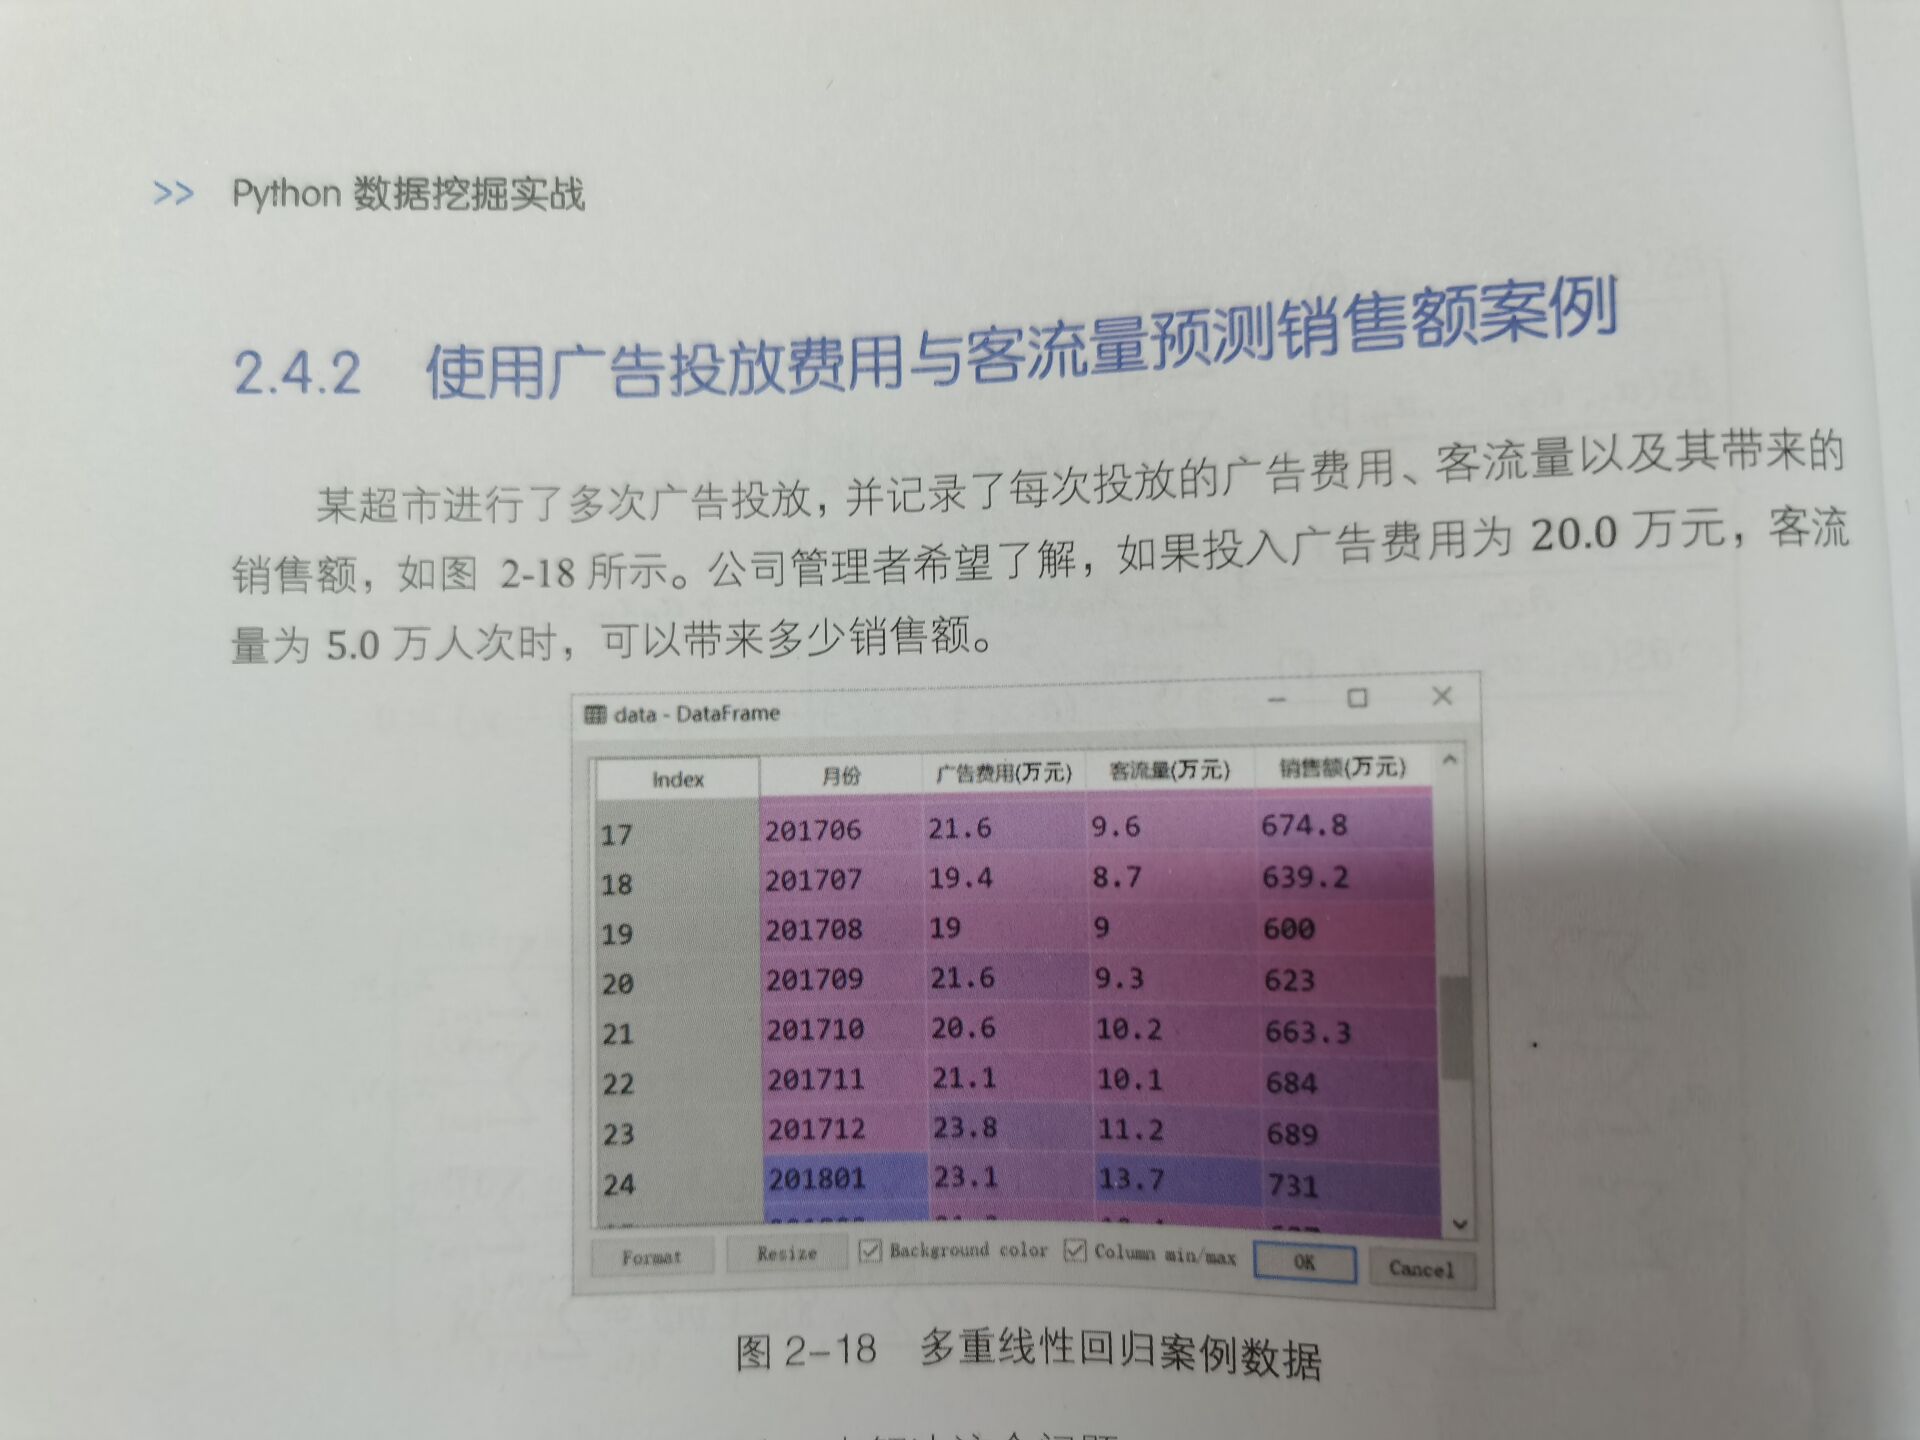 >> Python 数据挖掘实战
2.4.2 使用广告投放费用与客流量预测销售额案例
某超市进行了多次广告投放，并记录了每次投放的广告费用、客流量以及其带来的
销售额，如图 2-18 所示。公司管理者希望了解，如果投入广告费用为 20.0 万元，客流
量为 5.0 万人次时，可以带来多少销售额。
data - DataFrame
Index 月份 广告费用(万元) 客流量(万元) 销售额(万元)
17 201706 21.6 9.6 674.8
18 201707 19.4 8.7 639.2
19 201708 19 9 600
20 201709 21.6 9.3 623
21 201710 20.6 10.2 663.3
22 201711 21.1 10.1 684
23 201712 23.8 11.2 689
24 201801 23.1 13.7 731
Format Resize Background color Column min/max OK Cancel
图 2-18 多重线性回归案例数据